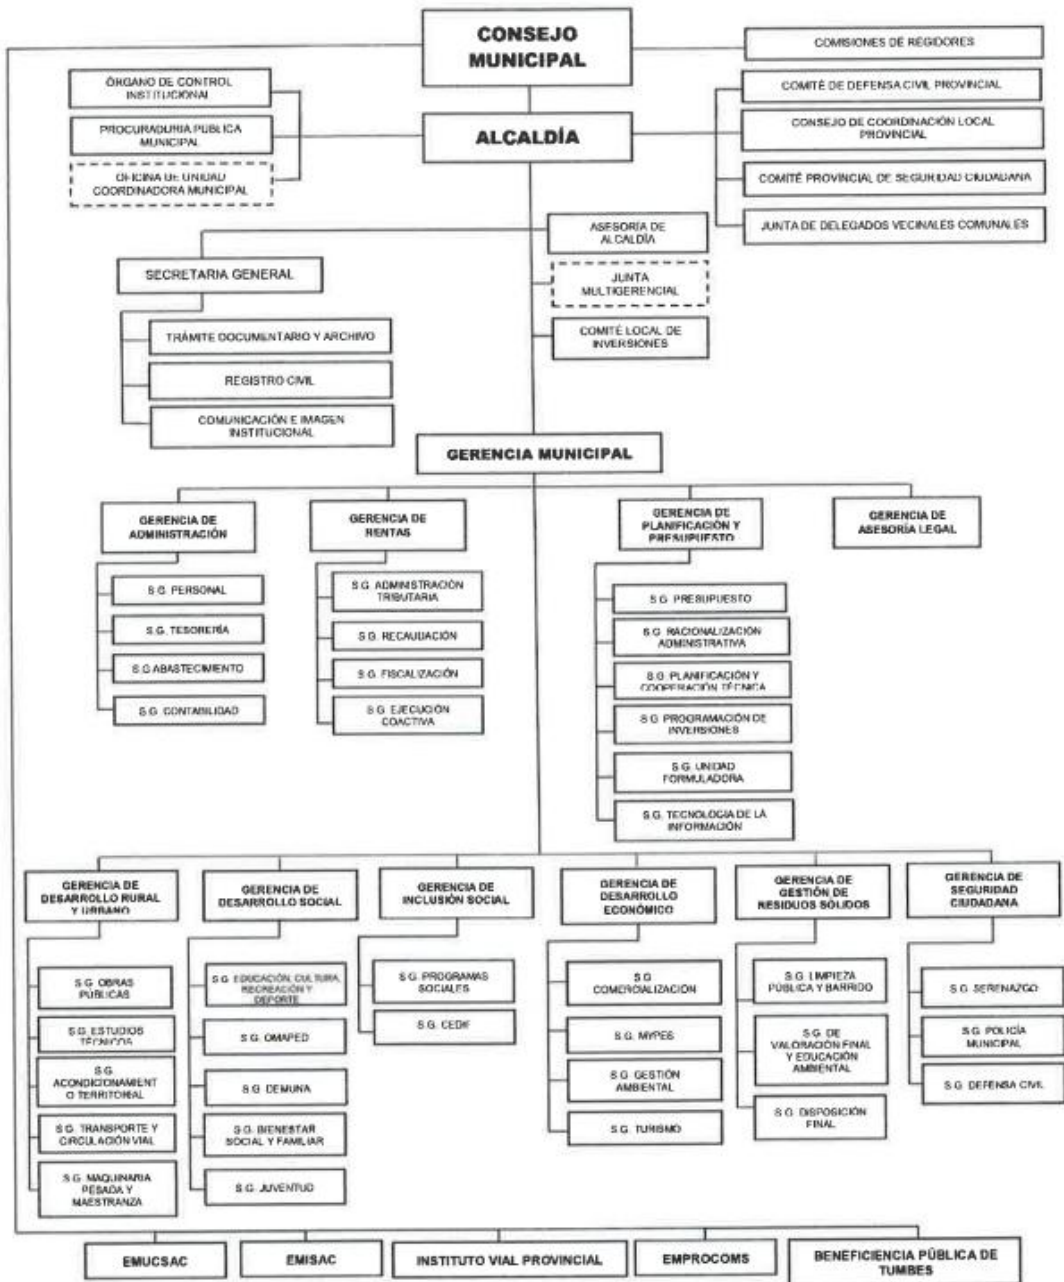 CONSEJO
MUNICIPAL
COMISIONES DE REGIDORES
ÓRGANO DE CONTROL
INSTITUCIONAL
COMITÉ DE DEFENSA CIVIL PROVINCIAL
PROCURADURIA PUBLICA
MUNICIPAL
ALCALDÍA
CONSEJO DE COORDINACIÓN LOCAL
PROVINCIAL
OFICINA DE UNIDAD
COORDINADORA MUNICIPAL
COMITÉ PROVINCIAL DE SEGURIDAD CIUDADANA
JUNTA DE DELEGADOS VECINALES COMUNALES
ASESORÍA DE
ALCALDÍA
SECRETARIA GENERAL
JUNTA
MULTIGERENCIAL
TRÁMITE DOCUMENTARIO Y ARCHIVO
COMITÉ LOCAL DE
INVERSIONES
REGISTRO CIVIL
COMUNICACIÓN E IMAGEN
INSTITUCIONAL
GERENCIA MUNICIPAL
GERENCIA DE
ADMINISTRACIÓN
GERENCIA DE
RENTAS
GERENCIA DE
PLANIFICACIÓN Y
PRESUPUESTO
GERENCIA DE
ASESORÍA LEGAL
S.G. PERSONAL
S.G. TESORERÍA
S.G ABASTECIMIENTO
S.G. CONTABILIDAD
S.G. ADMINISTRACIÓN
TRIBUTARIA
S.G. RECAUDACIÓN
S.G. FISCALIZACIÓN
S.G. EJECUCIÓN
COACTIVA
S.G. PRESUPUESTO
S.G. RACIONALIZACIÓN
ADMINISTRATIVA
S.G. PLANIFICACIÓN Y
COOPERACIÓN TÉCNICA
S.G. PROGRAMACIÓN DE
INVERSIONES
S.G. UNIDAD
FORMULADORA
S.G. TECNOLOGIA DE LA
INFORMACIÓN
GERENCIA DE
DESARROLLO RURAL
Y URBANO
GERENCIA DE
DESARROLLO SOCIAL
GERENCIA DE
INCLUSIÓN SOCIAL
GERENCIA DE
DESARROLLO
ECONÓMICO
GERENCIA DE
GESTIÓN DE
RESIDUOS SÓLIDOS
GERENCIA DE
SEGURIDAD
CIUDADANA
S.G. OBRAS
PÚBLICAS
S.G. ESTUDIOS
TÉCNICOS
S.G.
ACONDICIONAMIENT
O TERRITORIAL
S.G. TRANSPORTE Y
CIRCULACIÓN VIAL
S.G. MAQUINARIA
PESADA Y
MAESTRANZA
S.G. EDUCACIÓN, CULTURA,
RECREACIÓN Y
DEPORTE
S.G. OMAPED
S.G. DEMUNA
S.G. BIENESTAR
SOCIAL Y FAMILIAR
S.G. JUVENTUD
S.G. PROGRAMAS
SOCIALES
S.G. CEDIF
S.G.
COMERCIALIZACIÓN
S.G. MYPES
S.G. GESTIÓN
AMBIENTAL
S.G. TURISMO
S.G. LIMPIEZA
PÚBLICA Y BARRIDO
S.G. DE
VALORACIÓN FINAL
Y EDUCACIÓN
AMBIENTAL
S.G. DISPOSICIÓN
FINAL
S.G. SERENAZGO
S.G. POLICÍA
MUNICIPAL
S.G. DEFENSA CIVIL
EMUCSAC
EMISAC
INSTITUTO VIAL PROVINCIAL
EMPROCOMS
BENEFICIENCIA PÚBLICA DE
TUMBES